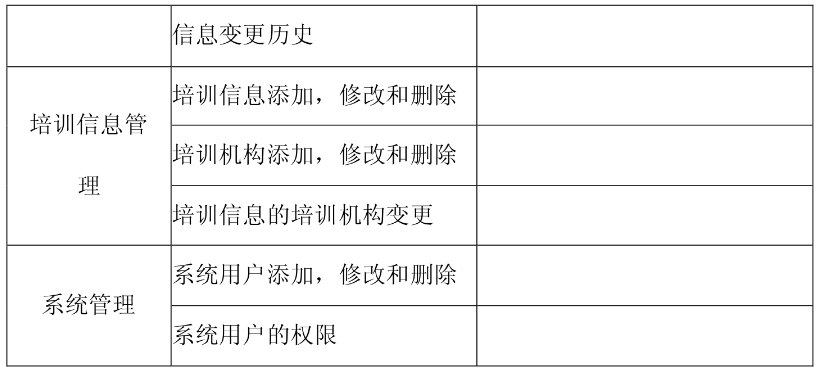 信息变更历史
培训信息管
理
培训信息添加，修改和删除
培训机构添加，修改和删除
培训信息的培训机构变更
系统管理
系统用户添加，修改和删除
系统用户的权限